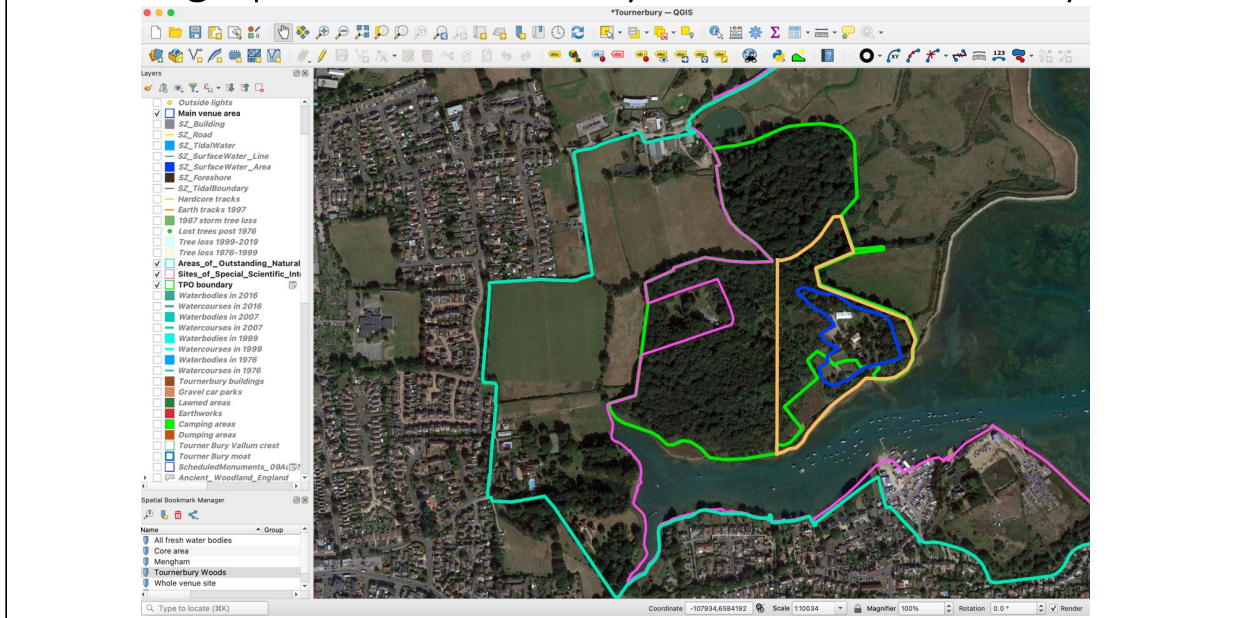 *Tournerbury — QGIS
Layers
Outside lights
Main venue area
SZ_Building
SZ_Road
SZ_TidalWater
SZ_SurfaceWater_Line
SZ_SurfaceWater_Area
SZ_Foreshore
SZ_TidalBoundary
Hardcore tracks
Earth tracks 1997
1987 storm tree loss
Lost trees post 1976
Tree loss 1999-2019
Tree loss 1976-1999
Areas_of_Outstanding_Natural
Sites_of_Special_Scientific_Int
TPO boundary
Waterbodies in 2016
Watercourses in 2016
Waterbodies in 2007
Watercourses in 2007
Waterbodies in 1999
Watercourses in 1999
Waterbodies in 1976
Watercourses in 1976
Tournerbury buildings
Gravel car parks
Lawned areas
Earthworks
Camping areas
Dumping areas
Tourner Bury Vallum crest
Tourner Bury moat
ScheduledMonuments_09A
Ancient_Woodland_England
Spatial Bookmark Manager
Name Group
All fresh water bodies
Core area
Mengham
Tournerbury Woods
Whole venue site
Type to locate (⌘K) Coordinate -107934,6584192 Scale 1:10034 Magnifier 100% Rotation 0.0 ° Render